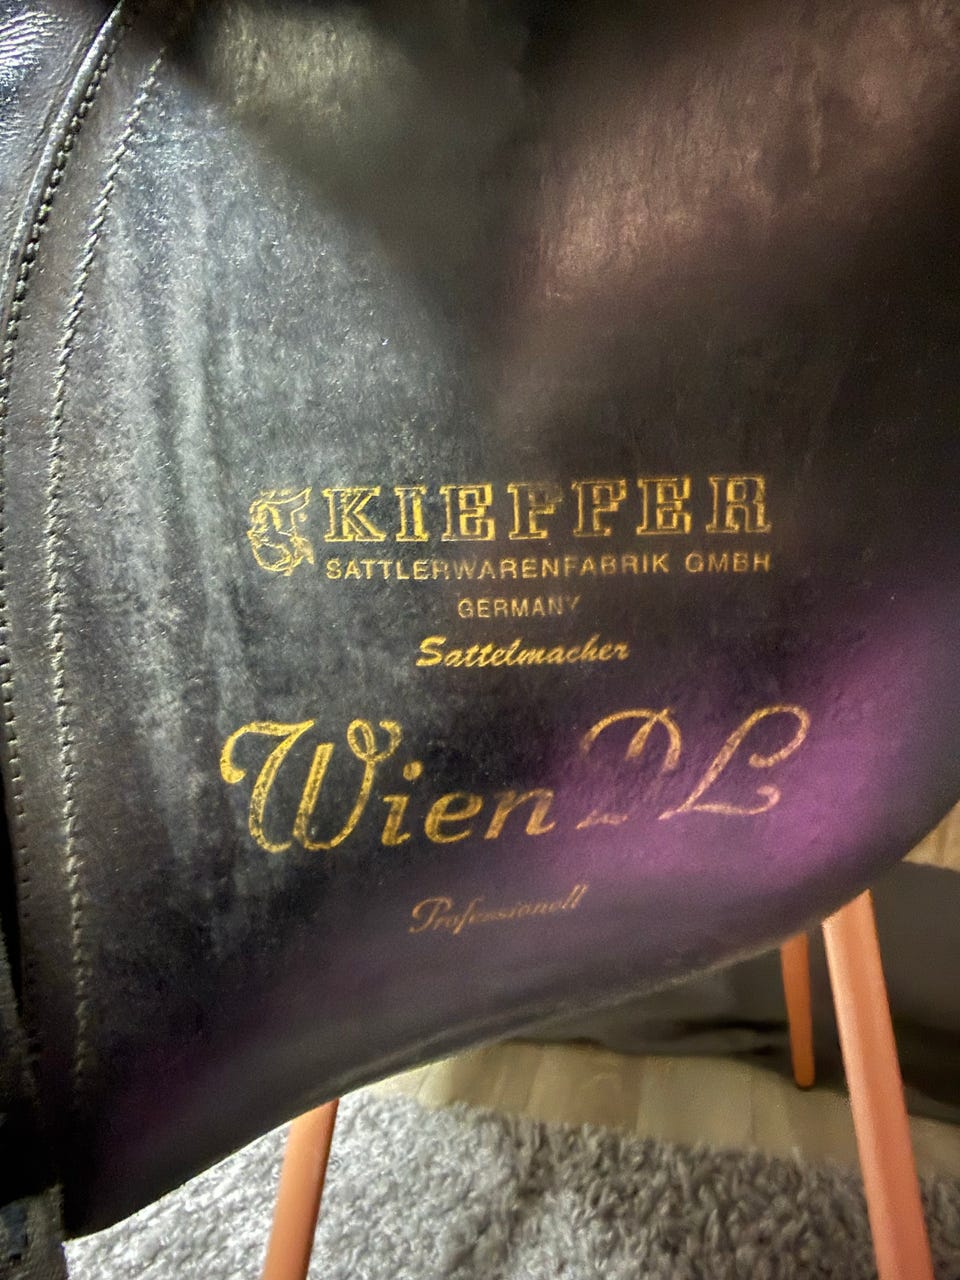 KIEFFER
SATTLERWARENFABRIK GMBH
GERMANY
Sattelmacher
Wien DL
Professionell